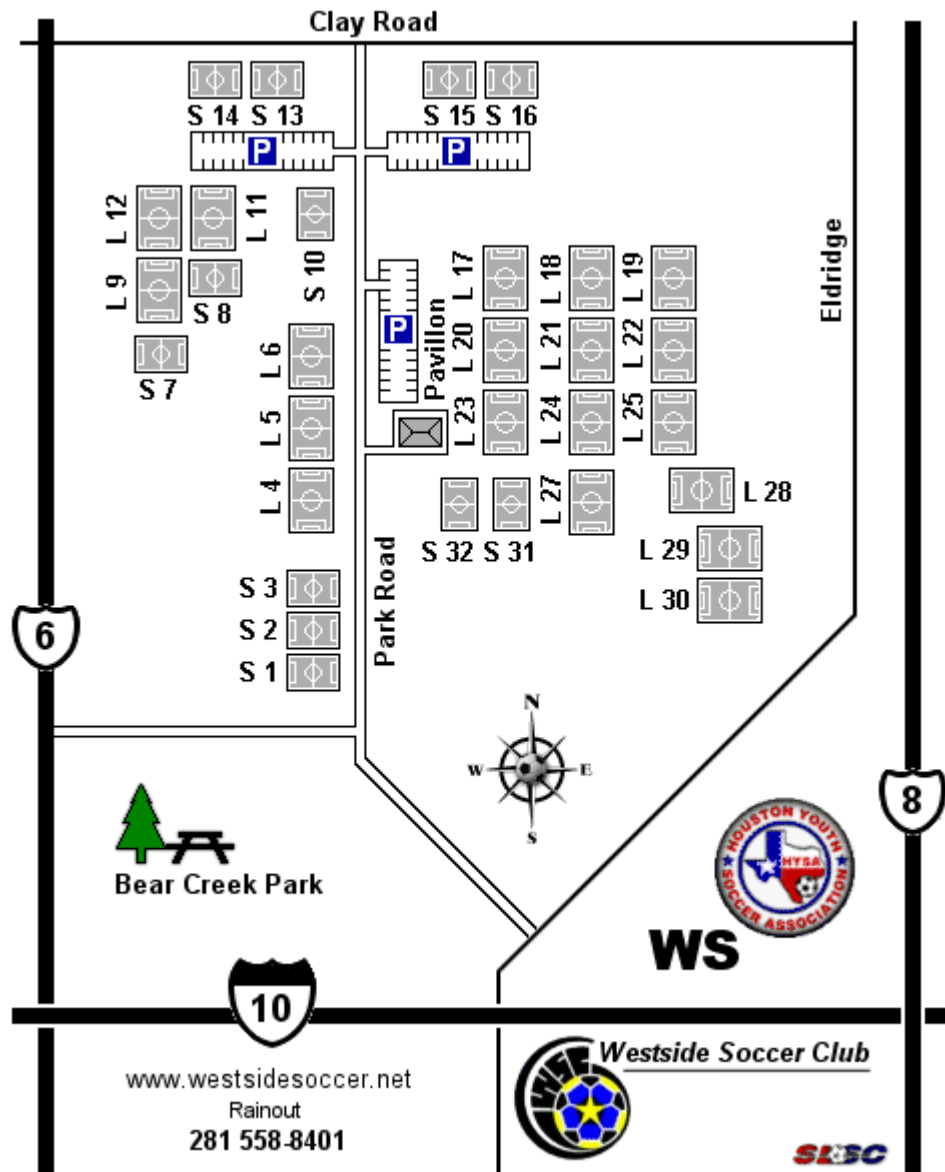 Clay Road
S 14
S 13
S 15
S 16
P
P
L 12
L 11
S 10
L 9
S 8
S 7
L 6
L 5
L 4
P
Pavillon
L 17
L 18
L 19
L 20
L 21
L 22
L 23
L 24
L 25
Eldridge
S 32
S 31
L 27
L 28
L 29
L 30
Park Road
S 3
S 2
S 1
6
N
W
E
S
8
Bear Creek Park
HOUSTON YOUTH
HYSA
SOCCER ASSOCIATION
WS
10
www.westsidesoccer.net
Rainout
281 558-8401
WSC
Westside Soccer Club
SLSC